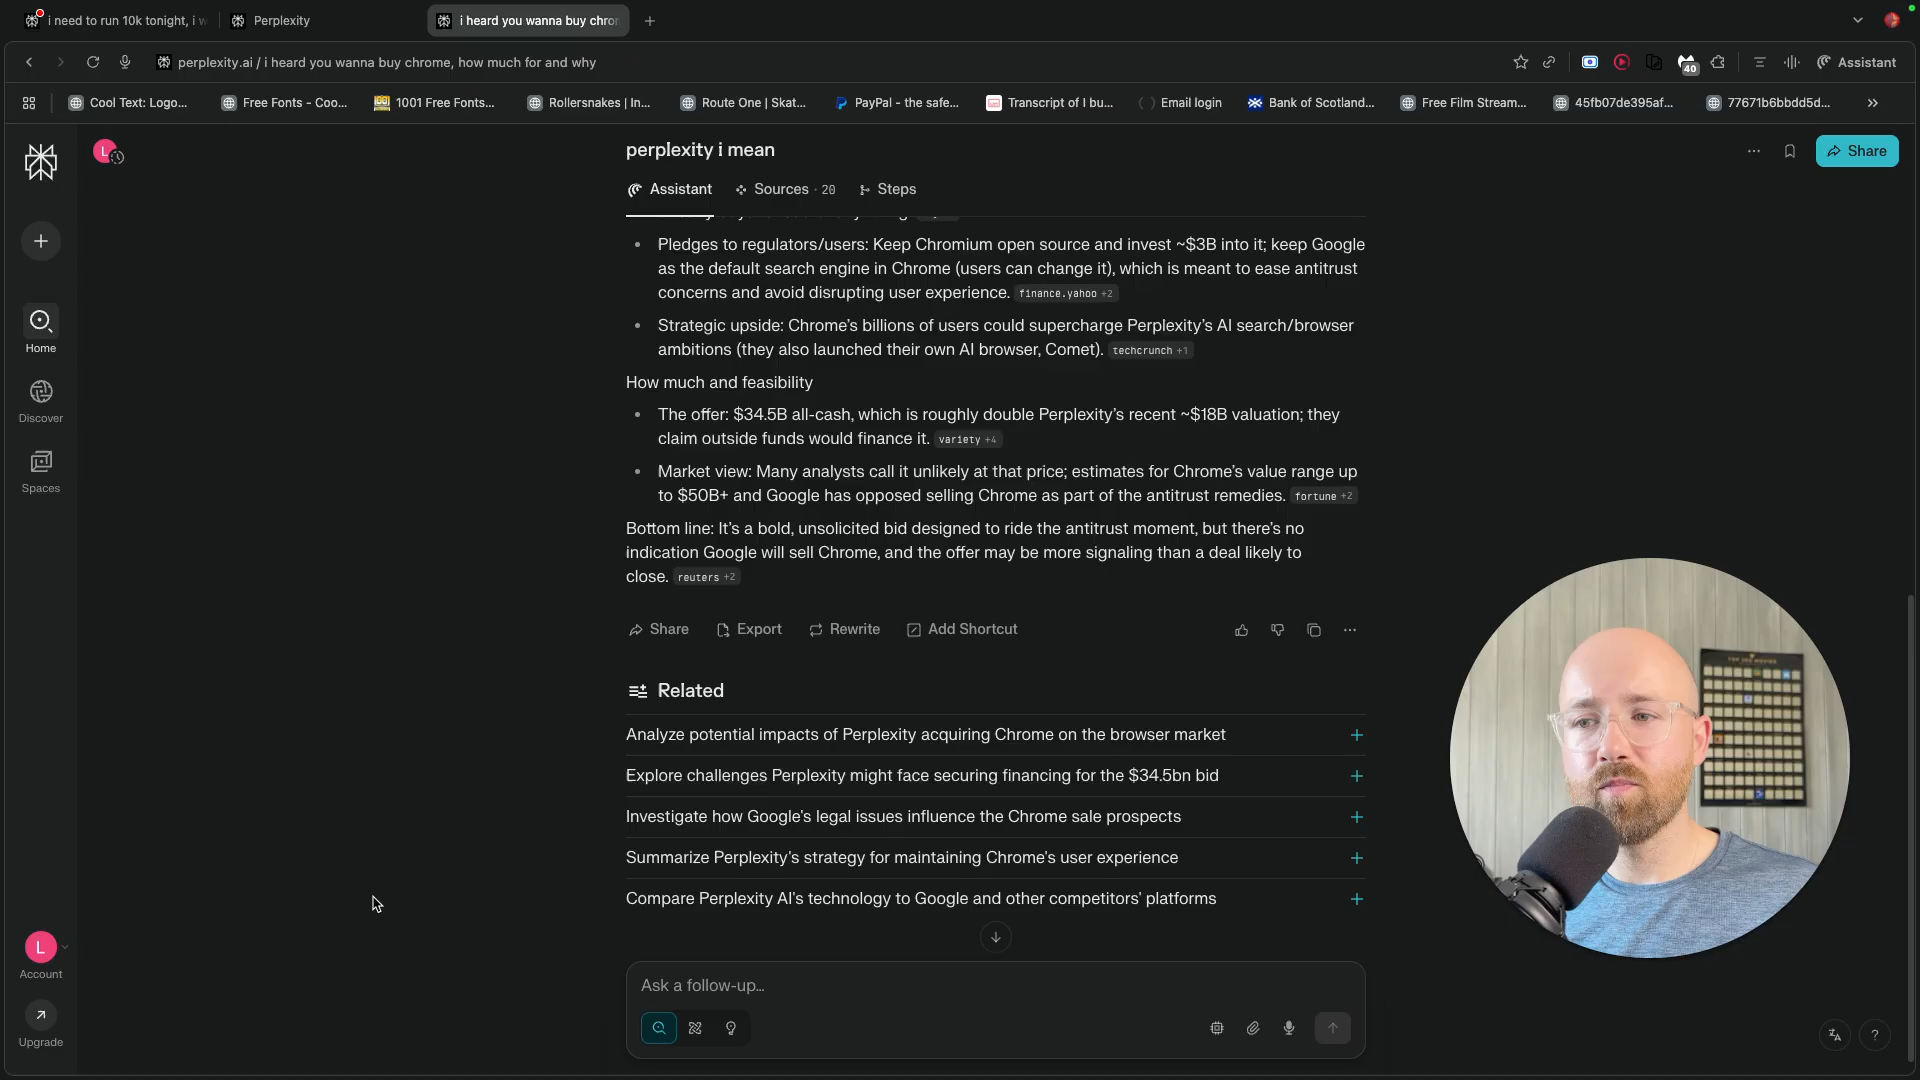 i need to run 10k tonight, i w
Perplexity
i heard you wanna buy chron
perplexity.ai / i heard you wanna buy chrome, how much for and why
40
Assistant
Cool Text: Logo...
Free Fonts - Coo...
1001 Free Fonts...
Rollersnakes | In...
Route One | Skat...
PayPal - the safe...
Transcript of I bu...
Email login
Bank of Scotland...
Free Film Stream...
45fb07de395af...
77671b6bbdd5d...
L
perplexity i mean
Share
Assistant
Sources · 20
Steps
Pledges to regulators/users: Keep Chromium open source and invest ~$3B into it; keep Google
as the default search engine in Chrome (users can change it), which is meant to ease antitrust
concerns and avoid disrupting user experience. finance.yahoo +2
Strategic upside: Chrome's billions of users could supercharge Perplexity's AI search/browser
ambitions (they also launched their own AI browser, Comet). techcrunch +1
How much and feasibility
The offer: $34.5B all-cash, which is roughly double Perplexity's recent ~$18B valuation; they
claim outside funds would finance it. variety +4
Market view: Many analysts call it unlikely at that price; estimates for Chrome's value range up
to $50B+ and Google has opposed selling Chrome as part of the antitrust remedies. fortune +2
Bottom line: It's a bold, unsolicited bid designed to ride the antitrust moment, but there's no
indication Google will sell Chrome, and the offer may be more signaling than a deal likely to
close. reuters +2
Share
Export
Rewrite
Add Shortcut
Related
Analyze potential impacts of Perplexity acquiring Chrome on the browser market
Explore challenges Perplexity might face securing financing for the $34.5bn bid
Investigate how Google's legal issues influence the Chrome sale prospects
Summarize Perplexity's strategy for maintaining Chrome's user experience
Compare Perplexity AI's technology to Google and other competitors' platforms
Ask a follow-up...
Home
Discover
Spaces
L
Account
Upgrade
?